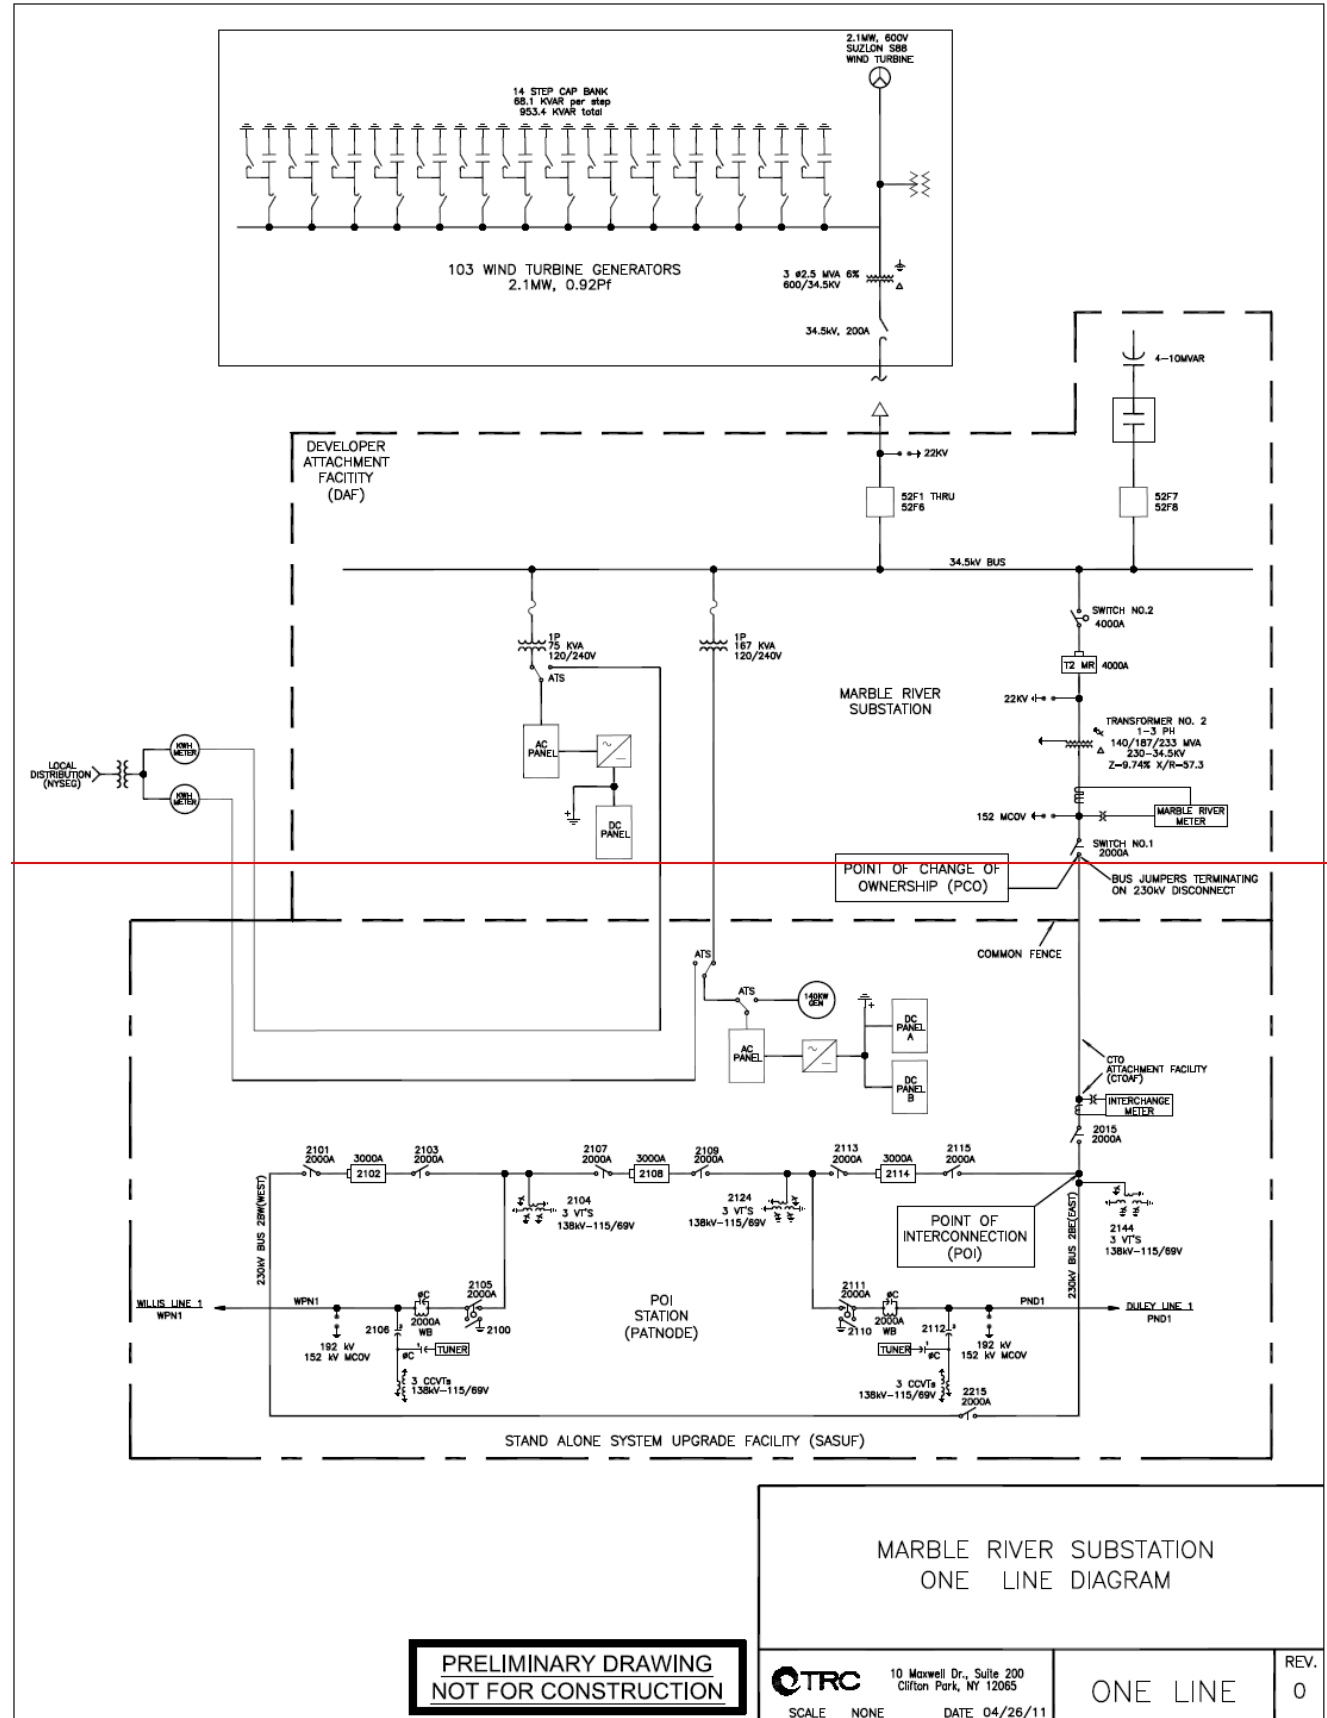 2.1MW, 600V
SUZLON S88
WIND TURBINE
14 STEP CAP BANK
68.1 KVAR per step
953.4 KVAR total
103 WIND TURBINE GENERATORS
2.1MW, 0.92Pf
3 ø2.5 MVA 6%
600/34.5KV
34.5kV, 200A
4-10MVAR
DEVELOPER
ATTACHMENT
FACITITY
(DAF)
22KV
52F1 THRU
52F6
52F7
52F8
34.5kV BUS
1P
75 KVA
120/240V
ATS
1P
167 KVA
120/240V
SWITCH NO.2
4000A
T2 MR
4000A
MARBLE RIVER
SUBSTATION
22KV
TRANSFORMER NO. 2
1-3 PH
140/187/233 MVA
230-34.5KV
Z-9.74% X/R-57.3
AC
PANEL
DC
PANEL
LOCAL
DISTRIBUTION
(NYSEG)
KWH
METER
KWH
METER
152 MCOV
MARBLE RIVER
METER
SWITCH NO.1
2000A
POINT OF CHANGE OF
OWNERSHIP (PCO)
BUS JUMPERS TERMINATING
ON 230kV DISCONNECT
COMMON FENCE
ATS
ATS
140KW
GEN
AC
PANEL
DC
PANEL
A
DC
PANEL
B
CTO
ATTACHMENT FACILITY
(CTOAF)
INTERCHANGE
METER
2015
2000A
2101
2000A
3000A
2102
2103
2000A
2107
2000A
3000A
2108
2109
2000A
2113
2000A
3000A
2114
2115
2000A
230kV BUS 2BW(WEST)
2104
3 VT'S
138kV-115/69V
2124
3 VT'S
138kV-115/69V
POINT OF
INTERCONNECTION
(POI)
230kV BUS 2BE(EAST)
2144
3 VT'S
138kV-115/69V
WILLIS LINE 1
WPN1
WPN1
øC
2000A
WB
2105
2000A
2100
2106
192 kV
152 kV MCOV
øC
TUNER
3 CCVTs
138kV-115/69V
POI
STATION
(PATNODE)
2111
2000A
2110
øC
2000A
WB
2112
PND1
DULEY LINE 1
PND1
192 kV
152 kV MCOV
TUNER
øC
3 CCVTs
138kV-115/69V
2215
2000A
STAND ALONE SYSTEM UPGRADE FACILITY (SASUF)
MARBLE RIVER SUBSTATION
ONE LINE DIAGRAM
PRELIMINARY DRAWING
NOT FOR CONSTRUCTION
TRC
10 Maxwell Dr., Suite 200
Clifton Park, NY 12065
SCALE NONE DATE 04/26/11
ONE LINE
REV.
0